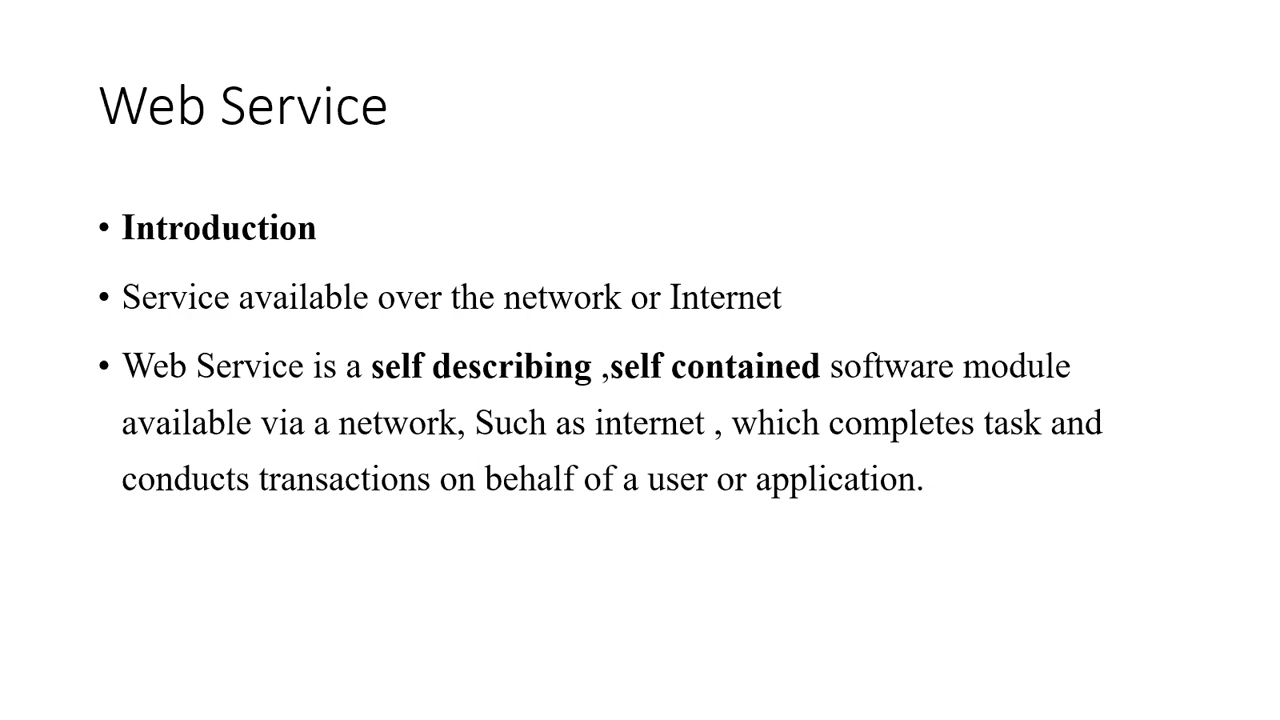 Web Service
• Introduction
• Service available over the network or Internet
• Web Service is a self describing ,self contained software module
available via a network, Such as internet , which completes task and
conducts transactions on behalf of a user or application.